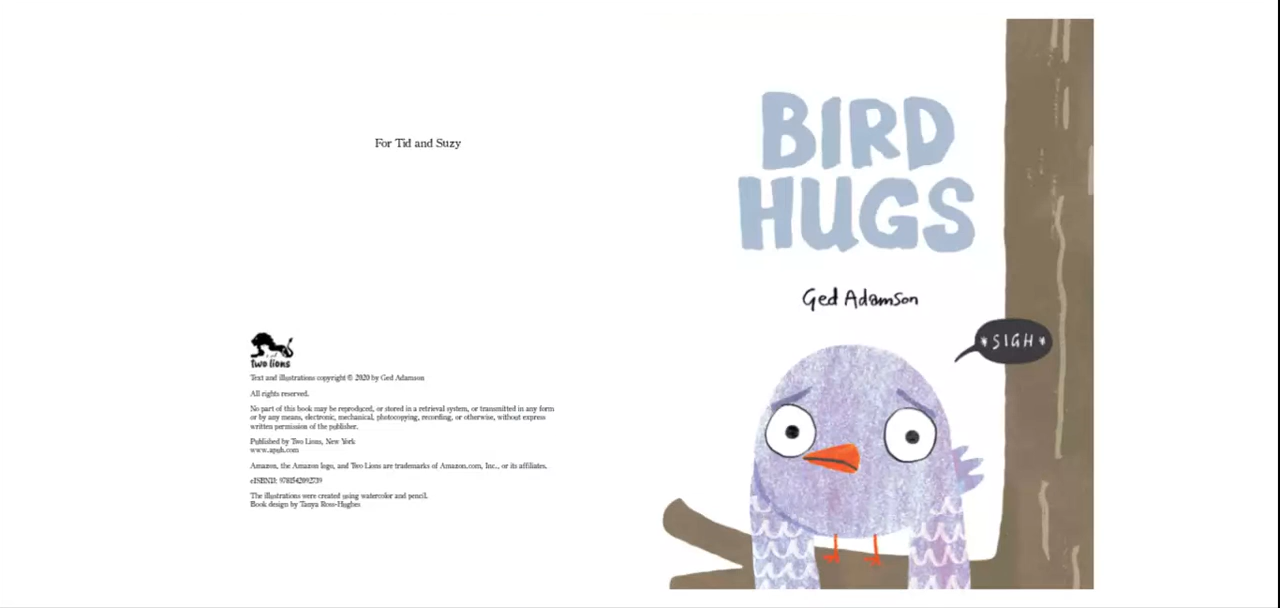 For Tid and Suzy
two lions
Text and illustrations copyright © 2020 by Ged Adamson
All rights reserved.
No part of this book may be reproduced, or stored in a retrieval system, or transmitted in any form
or by any means, electronic, mechanical, photocopying, recording, or otherwise, without express
written permission of the publisher.
Published by Two Lions, New York
www.apub.com
Amazon, the Amazon logo, and Two Lions are trademarks of Amazon.com, Inc., or its affiliates.
eISBN13: 9781542092739
The illustrations were created using watercolor and pencil.
Book design by Tanya Ross-Hughes
BIRD
HUGS
Ged Adamson
*SIGH*